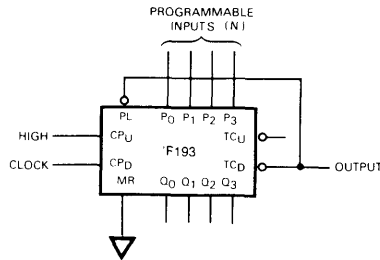 PROGRAMMABLE
INPUTS (N)
PL P0 P1 P2 P3
HIGH CPU TCU
'F193
CLOCK CPD TCD OUTPUT
MR Q0 Q1 Q2 Q3